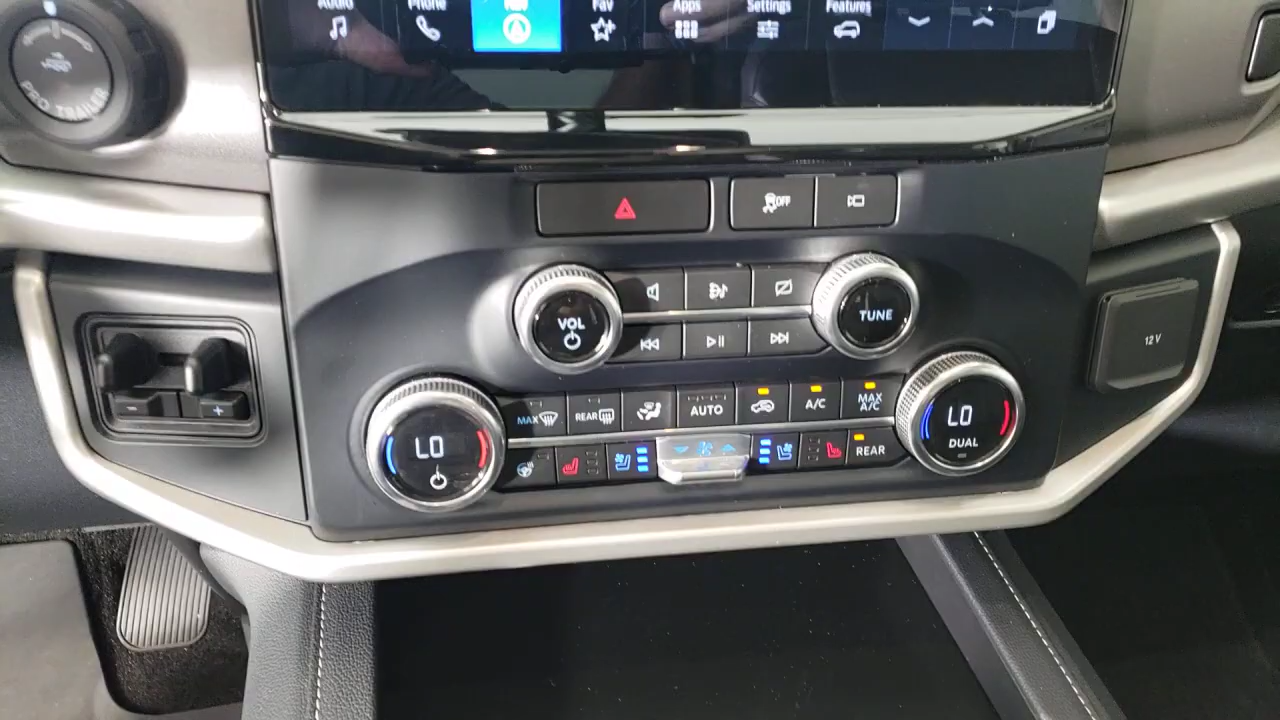 Audio Phone Nav Fav Apps Settings Features
PRO TRAILER
OFF
VOL
TUNE
12V
MAX REAR AUTO A/C MAX
A/C
LO
LO
DUAL
REAR
- +